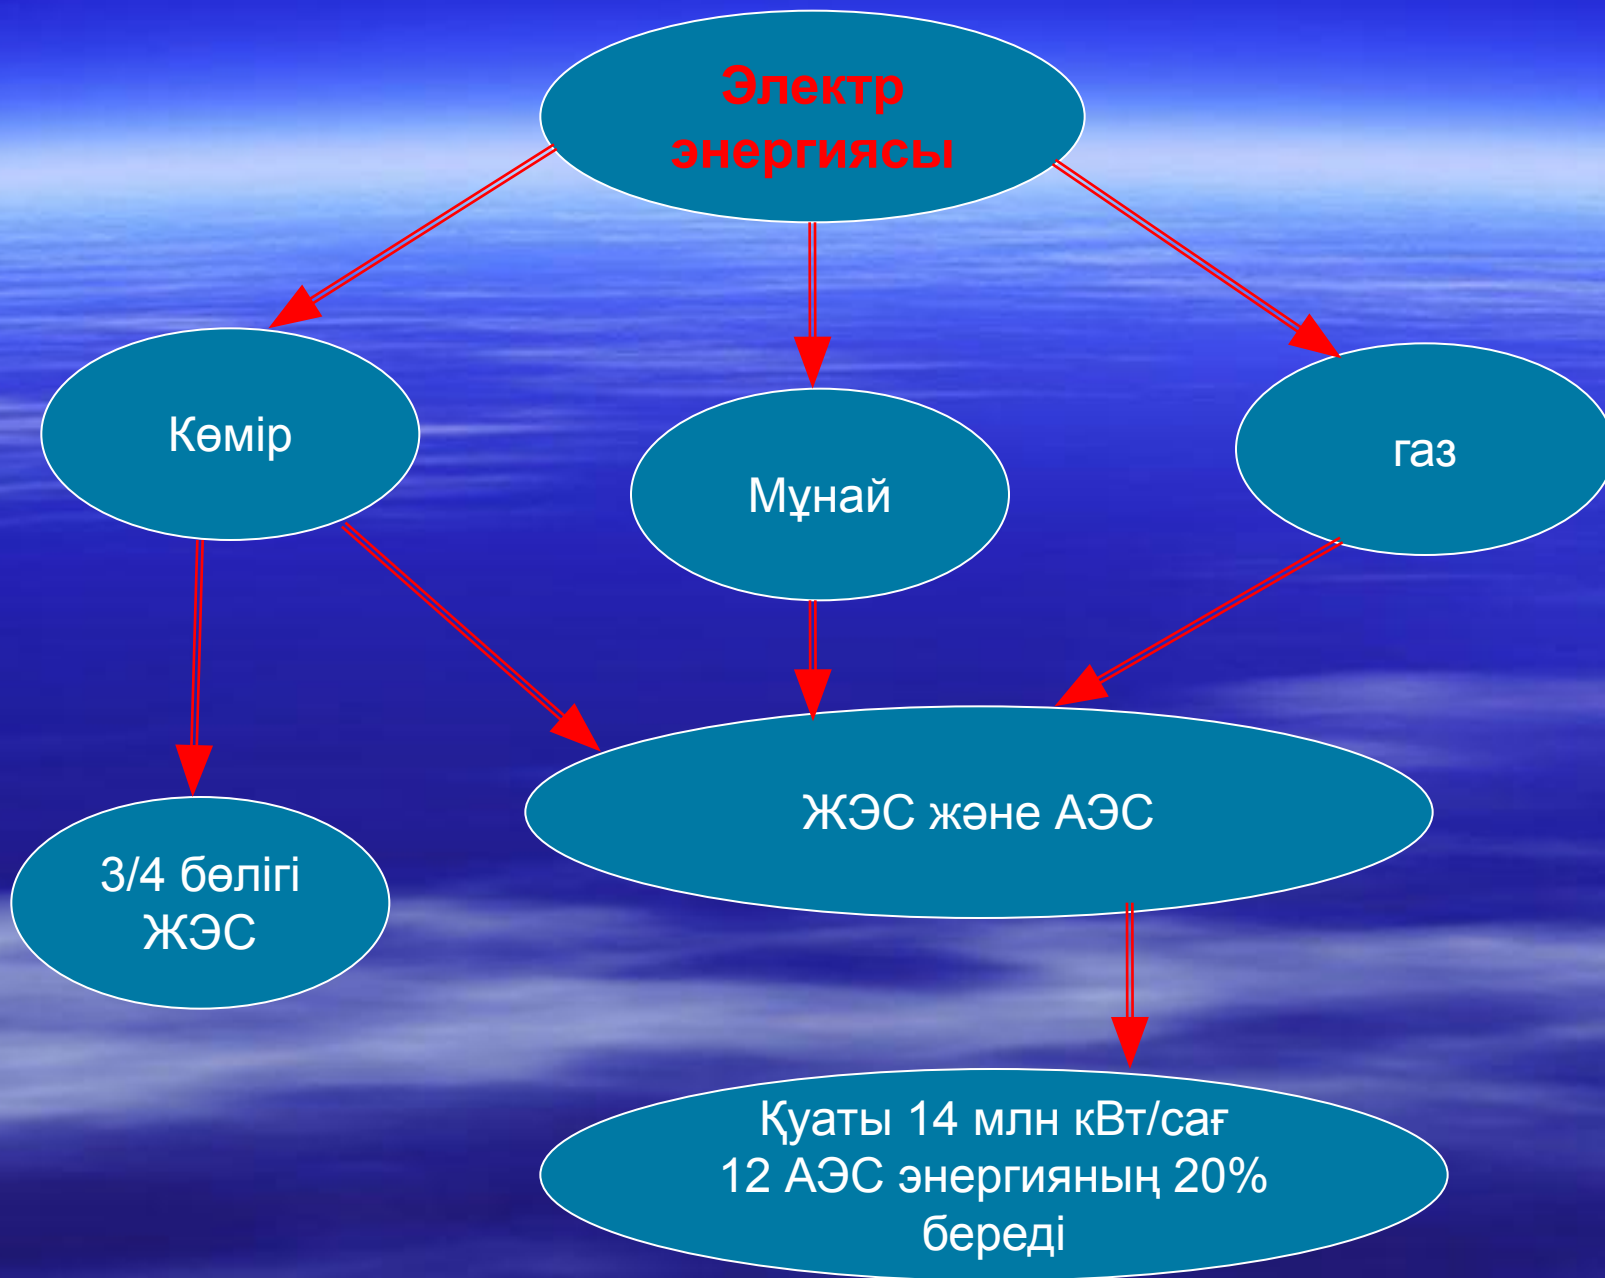 Электр
энергиясы
Көмір
Мұнай
газ
ЖЭС және АЭС
3/4 бөлігі
ЖЭС
Қуаты 14 млн кВт/сағ
12 АЭС энергияның 20%
береді